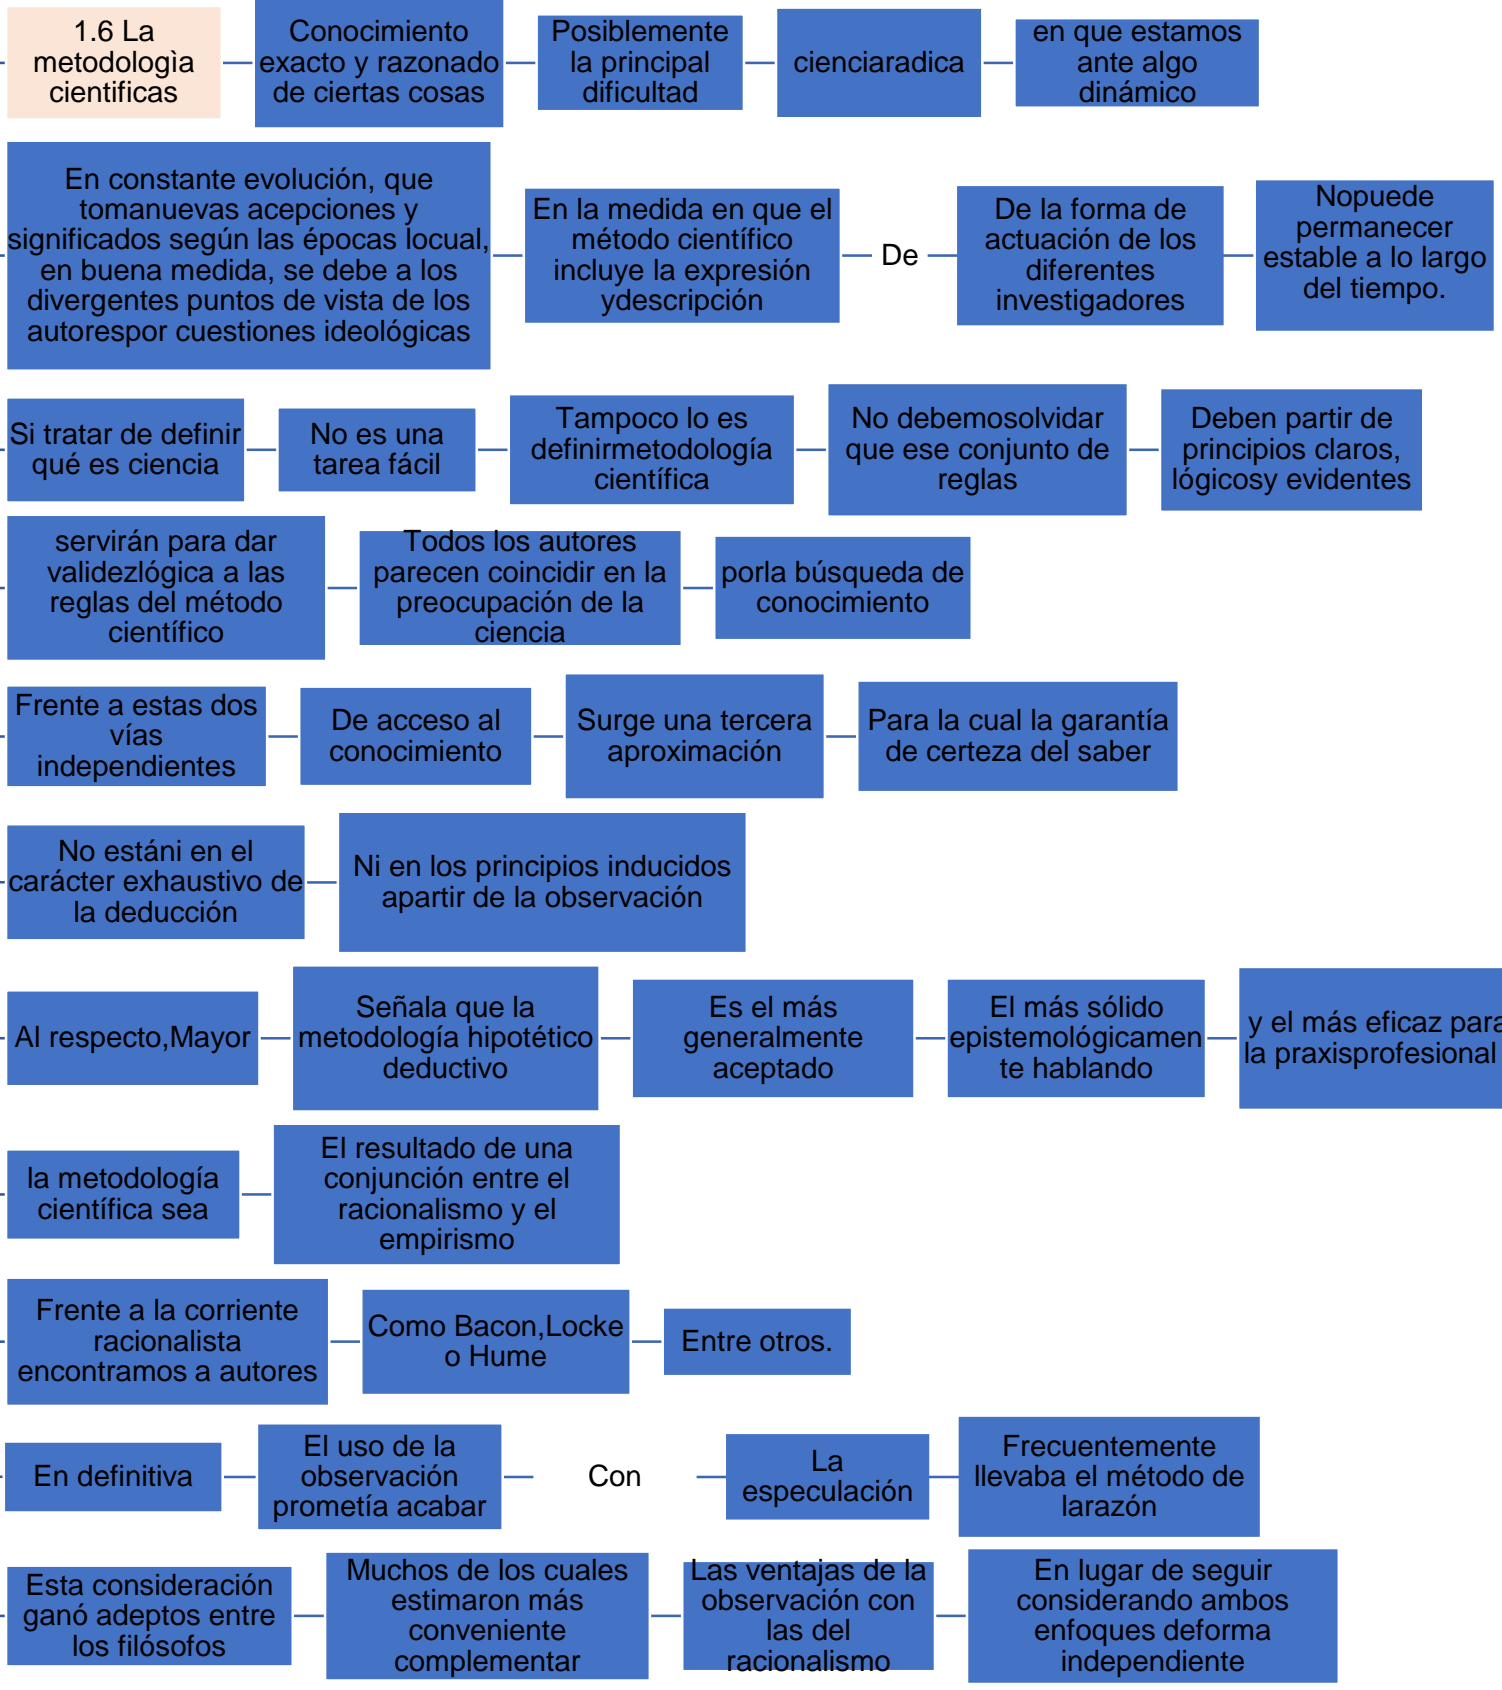 1.6 La
metodologìa
cientificas
Conocimiento
exacto y razonado
de ciertas cosas
Posiblemente
la principal
dificultad
cienciaradica
en que estamos
ante algo
dinámico
En constante evolución, que
tomanuevas acepciones y
significados según las épocas locual,
en buena medida, se debe a los
divergentes puntos de vista de los
autorespor cuestiones ideológicas
En la medida en que el
método científico
incluye la expresión
ydescripción
De
De la forma de
actuación de los
diferentes
investigadores
Nopuede
permanecer
estable a lo largo
del tiempo.
Si tratar de definir
qué es ciencia
No es una
tarea fácil
Tampoco lo es
definirmetodología
científica
No debemosolvidar
que ese conjunto de
reglas
Deben partir de
principios claros,
lógicosy evidentes
servirán para dar
validezlógica a las
reglas del método
científico
Todos los autores
parecen coincidir en la
preocupación de la
ciencia
porla búsqueda de
conocimiento
Frente a estas dos
vías
independientes
De acceso al
conocimiento
Surge una tercera
aproximación
Para la cual la garantía
de certeza del saber
No estáni en el
carácter exhaustivo de
la deducción
Ni en los principios inducidos
apartir de la observación
Al respecto,Mayor
Señala que la
metodología hipotético
deductivo
Es el más
generalmente
aceptado
El más sólido
epistemológicamen
te hablando
y el más eficaz para
la praxisprofesional
la metodología
científica sea
El resultado de una
conjunción entre el
racionalismo y el
empirismo
Frente a la corriente
racionalista
encontramos a autores
Como Bacon,Locke
o Hume
Entre otros.
En definitiva
El uso de la
observación
prometía acabar
Con
La
especulación
Frecuentemente
llevaba el método de
larazón
Esta consideración
ganó adeptos entre
los filósofos
Muchos de los cuales
estimaron más
conveniente
complementar
Las ventajas de la
observación con
las del
racionalismo
En lugar de seguir
considerando ambos
enfoques deforma
independiente